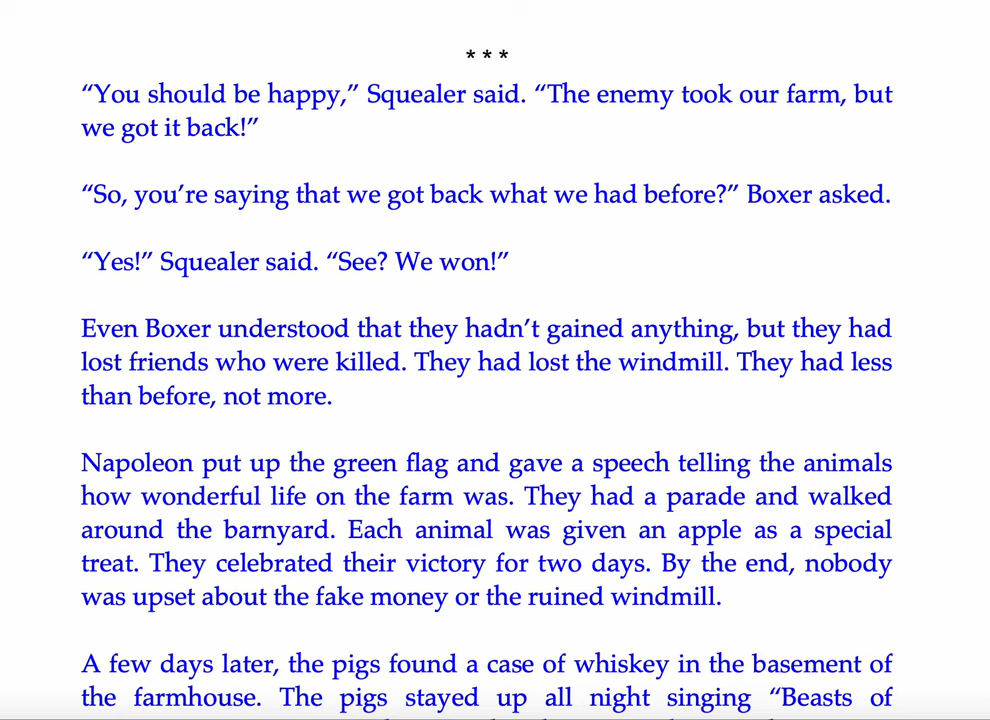 * * *
“You should be happy,” Squealer said. “The enemy took our farm, but
we got it back!”
“So, you’re saying that we got back what we had before?” Boxer asked.
“Yes!” Squealer said. “See? We won!”
Even Boxer understood that they hadn’t gained anything, but they had
lost friends who were killed. They had lost the windmill. They had less
than before, not more.
Napoleon put up the green flag and gave a speech telling the animals
how wonderful life on the farm was. They had a parade and walked
around the barnyard. Each animal was given an apple as a special
treat. They celebrated their victory for two days. By the end, nobody
was upset about the fake money or the ruined windmill.
A few days later, the pigs found a case of whiskey in the basement of
the farmhouse. The pigs stayed up all night singing “Beasts of